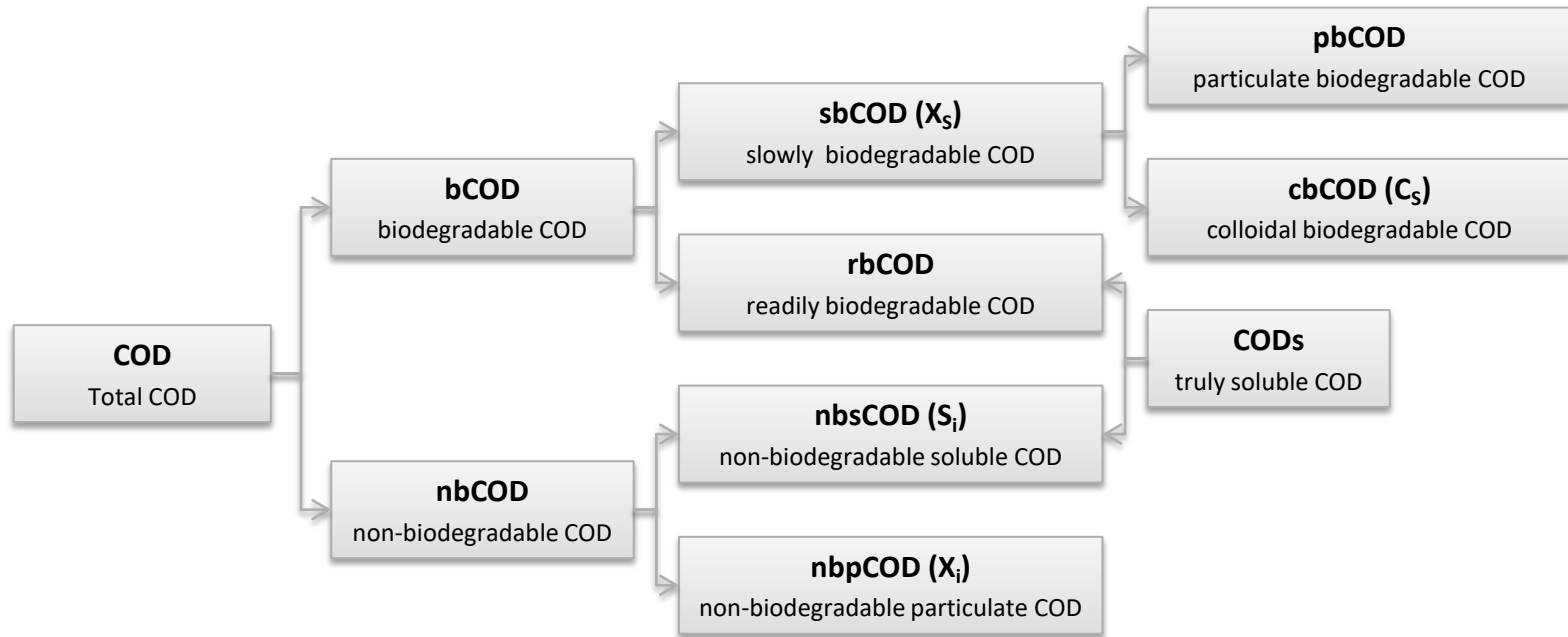 pbCOD
particulate biodegradable COD
sbCOD (Xₛ)
slowly biodegradable COD
bCOD
biodegradable COD
cbCOD (Cₛ)
colloidal biodegradable COD
rbCOD
readily biodegradable COD
COD
Total COD
CODs
truly soluble COD
nbsCOD (Sᵢ)
non-biodegradable soluble COD
nbCOD
non-biodegradable COD
nbpCOD (Xᵢ)
non-biodegradable particulate COD